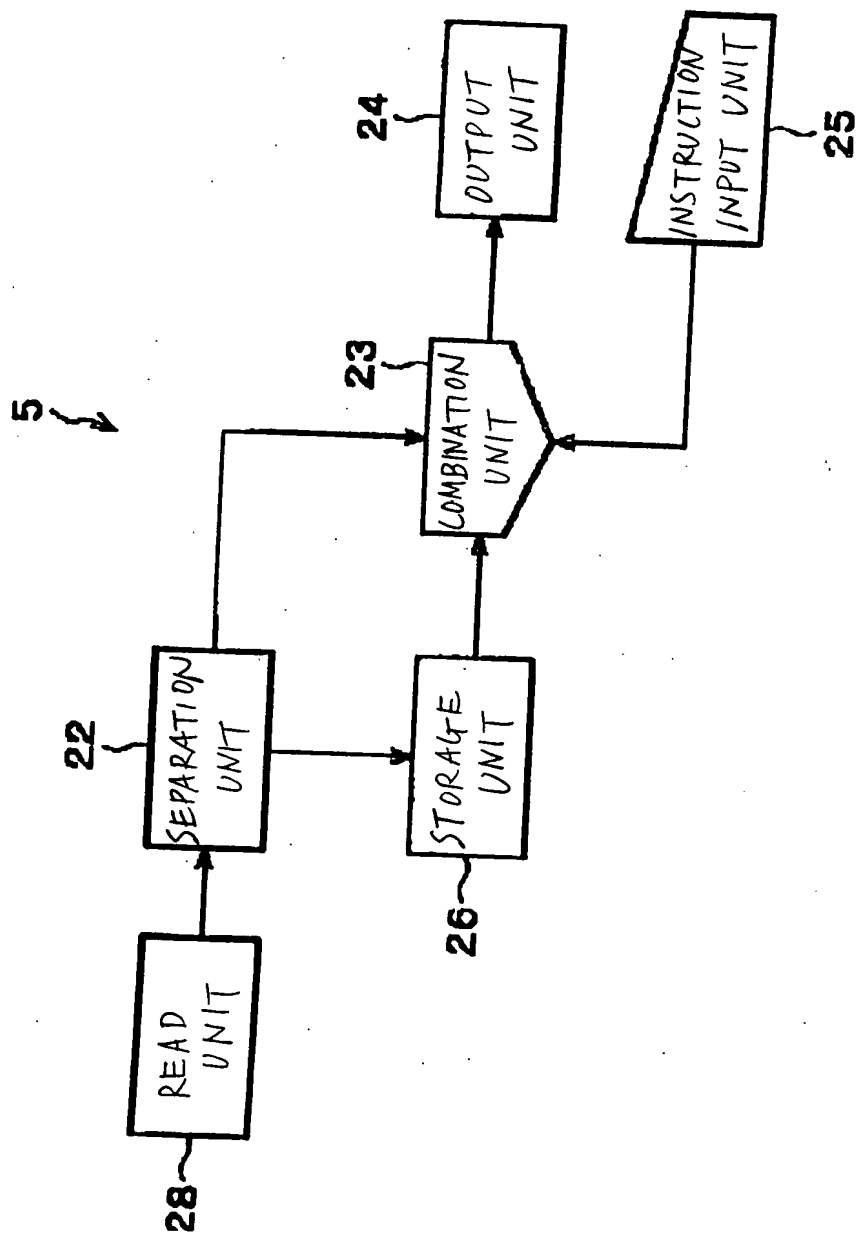 5
28
READ
UNIT
22
SEPARATION
UNIT
26
STORAGE
UNIT
23
COMBINATION
UNIT
24
OUTPUT
UNIT
INSTRUCTION
INPUT UNIT
25